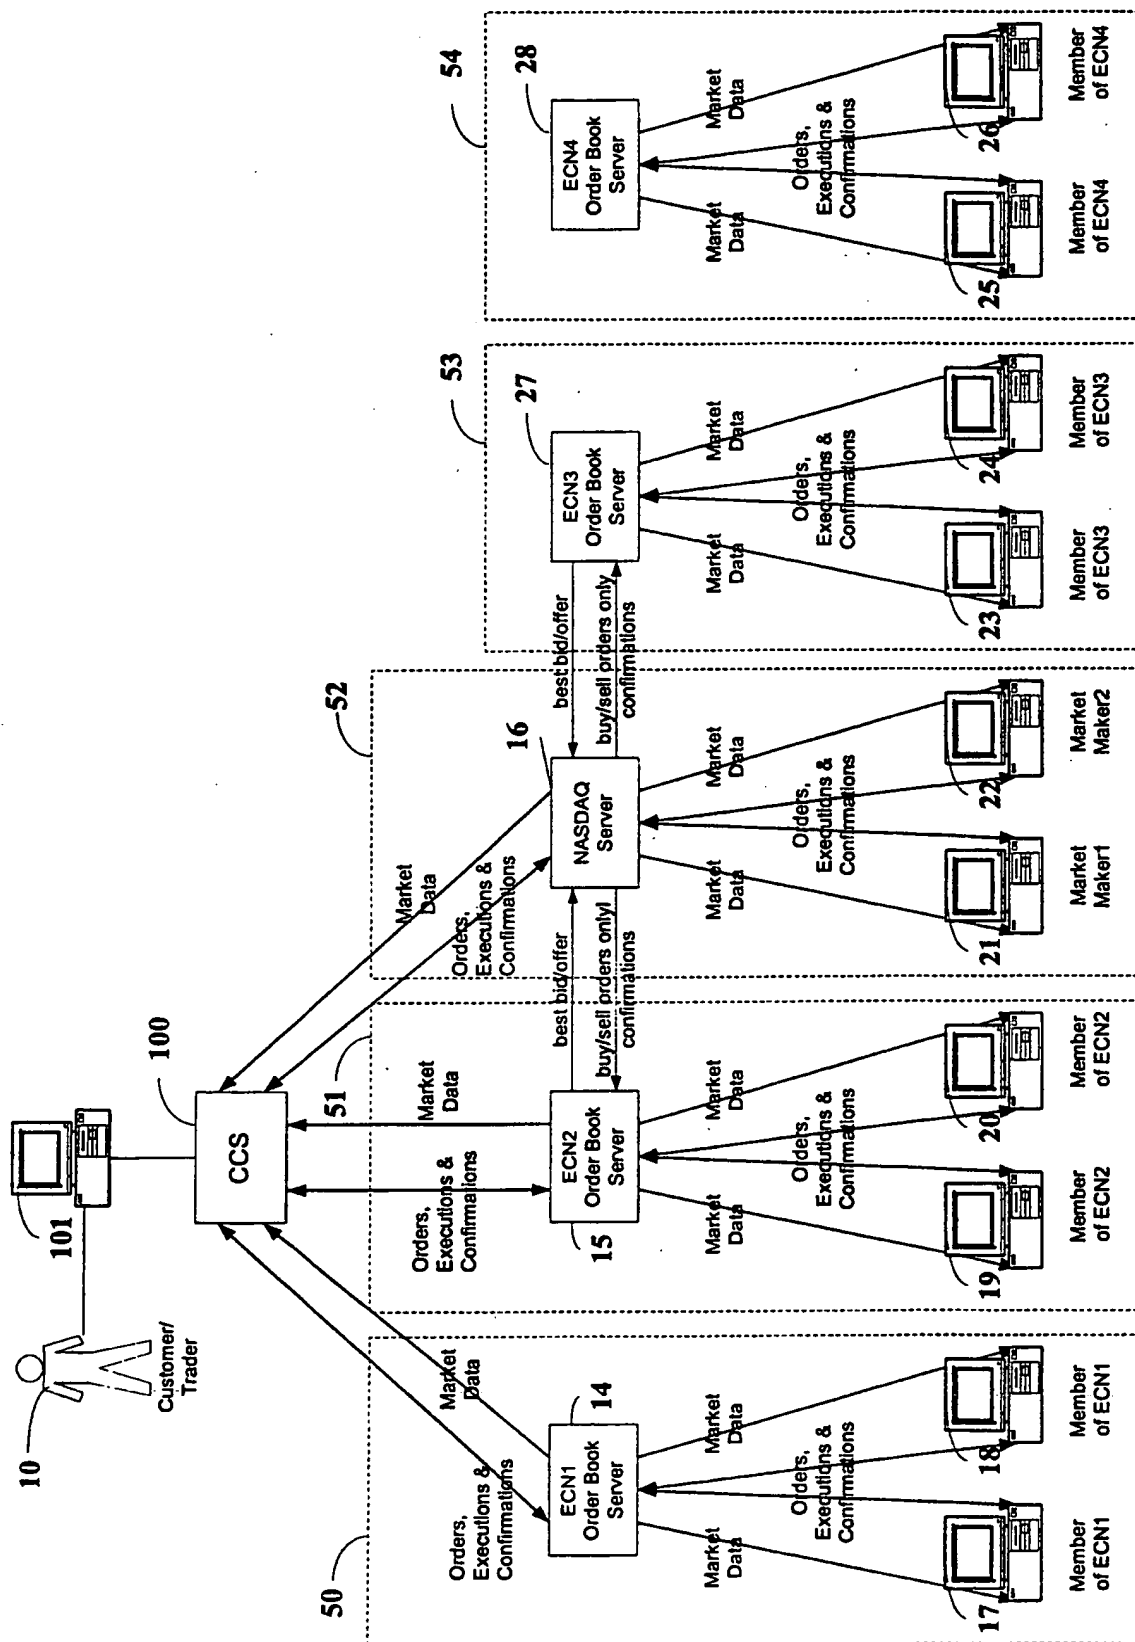 10
Customer/
Trader
101
CCS
100
50
51
52
53
54
Orders,
Executions &
Confirmations
Market
Data
Orders,
Executions &
Confirmations
Market
Data
Market
Data
Orders,
Executions &
Confirmations
ECN1
Order Book
Server
14
15
ECN2
Order Book
Server
best bid/offer
buy/sell orders only
confirmations
NASDAQ
Server
16
best bid/offer
buy/sell orders only
confirmations
ECN3
Order Book
Server
27
ECN4
Order Book
Server
28
Market
Data
Orders,
Executions &
Confirmations
Market
Data
Market
Data
Orders,
Executions &
Confirmations
Market
Data
Market
Data
Orders,
Executions &
Confirmations
Market
Data
Market
Data
Orders,
Executions &
Confirmations
Market
Data
Market
Data
Orders,
Executions &
Confirmations
Market
Data
17
18
19
20
21
22
23
24
25
26
Member
of ECN1
Member
of ECN1
Member
of ECN2
Member
of ECN2
Market
Maker1
Market
Maker2
Member
of ECN3
Member
of ECN3
Member
of ECN4
Member
of ECN4